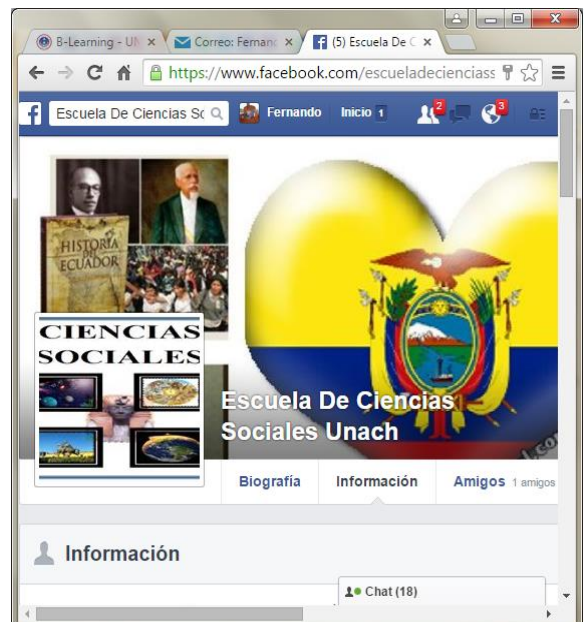 B-Learning - UN
Correo: Fernand
(5) Escuela De C
https://www.facebook.com/escueladecienciass
Escuela De Ciencias Sc
Fernando
Inicio 1
2
3
HISTORIA
DEL
ECUADOR
CIENCIAS
SOCIALES
Escuela De Ciencias
Sociales Unach
Biografía
Información
Amigos 1 amigos
Información
Chat (18)